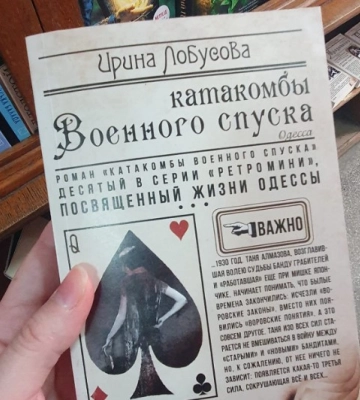 Ирина Лобусова
катакомбы
Военного спуска
Одесса
РОМАН «КАТАКОМБЫ ВОЕННОГО СПУСКА»
ДЕСЯТЫЙ В СЕРИИ «РЕТРОМИНИ»,
ПОСВЯЩЕННЫЙ ЖИЗНИ ОДЕССЫ
ВАЖНО
Q
...1930 ГОД. ТАНЯ АЛМАЗОВА, ВОЗГЛАВИВ-
ШАЯ ВОЛЕЮ СУДЬБЫ БАНДУ ГРАБИТЕЛЕЙ
И «РАБОТАВШАЯ» ЕЩЕ ПРИ МИШКЕ ЯПОН-
ЧИКЕ, НАЧИНАЕТ ПОНИМАТЬ, ЧТО БЫЛЫЕ
ВРЕМЕНА ЗАКОНЧИЛИСЬ: ИСЧЕЗЛИ «ВО-
РОВСКИЕ ЗАКОНЫ», ВМЕСТО НИХ ПОЯ-
ВИЛИСЬ «ВОРОВСКИЕ ПОНЯТИЯ», А ЭТО
СОВСЕМ ДРУГОЕ. ТАНЯ ИЗО ВСЕХ СИЛ СТА-
РАЕТСЯ НЕ ВМЕШИВАТЬСЯ В ВОЙНУ МЕЖДУ
«СТАРЫМИ» И «НОВЫМИ» БАНДИТАМИ,
НО, К СОЖАЛЕНИЮ, ОТ НЕЕ НИЧЕГО НЕ
ЗАВИСИТ: ПОЯВЛЯЕТСЯ КАКАЯ-ТО ТРЕТЬЯ
СИЛА, СОКРУШАЮЩАЯ ВСЁ И ВСЕХ...